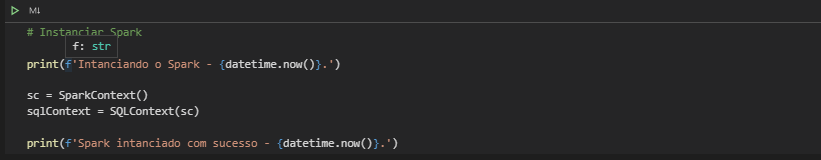 M↓
# Instanciar Spark
f: str
print(f'Intanciando o Spark - {datetime.now()}.')
sc = SparkContext()
sqlContext = SQLContext(sc)
print(f'Spark intanciado com sucesso - {datetime.now()}.')